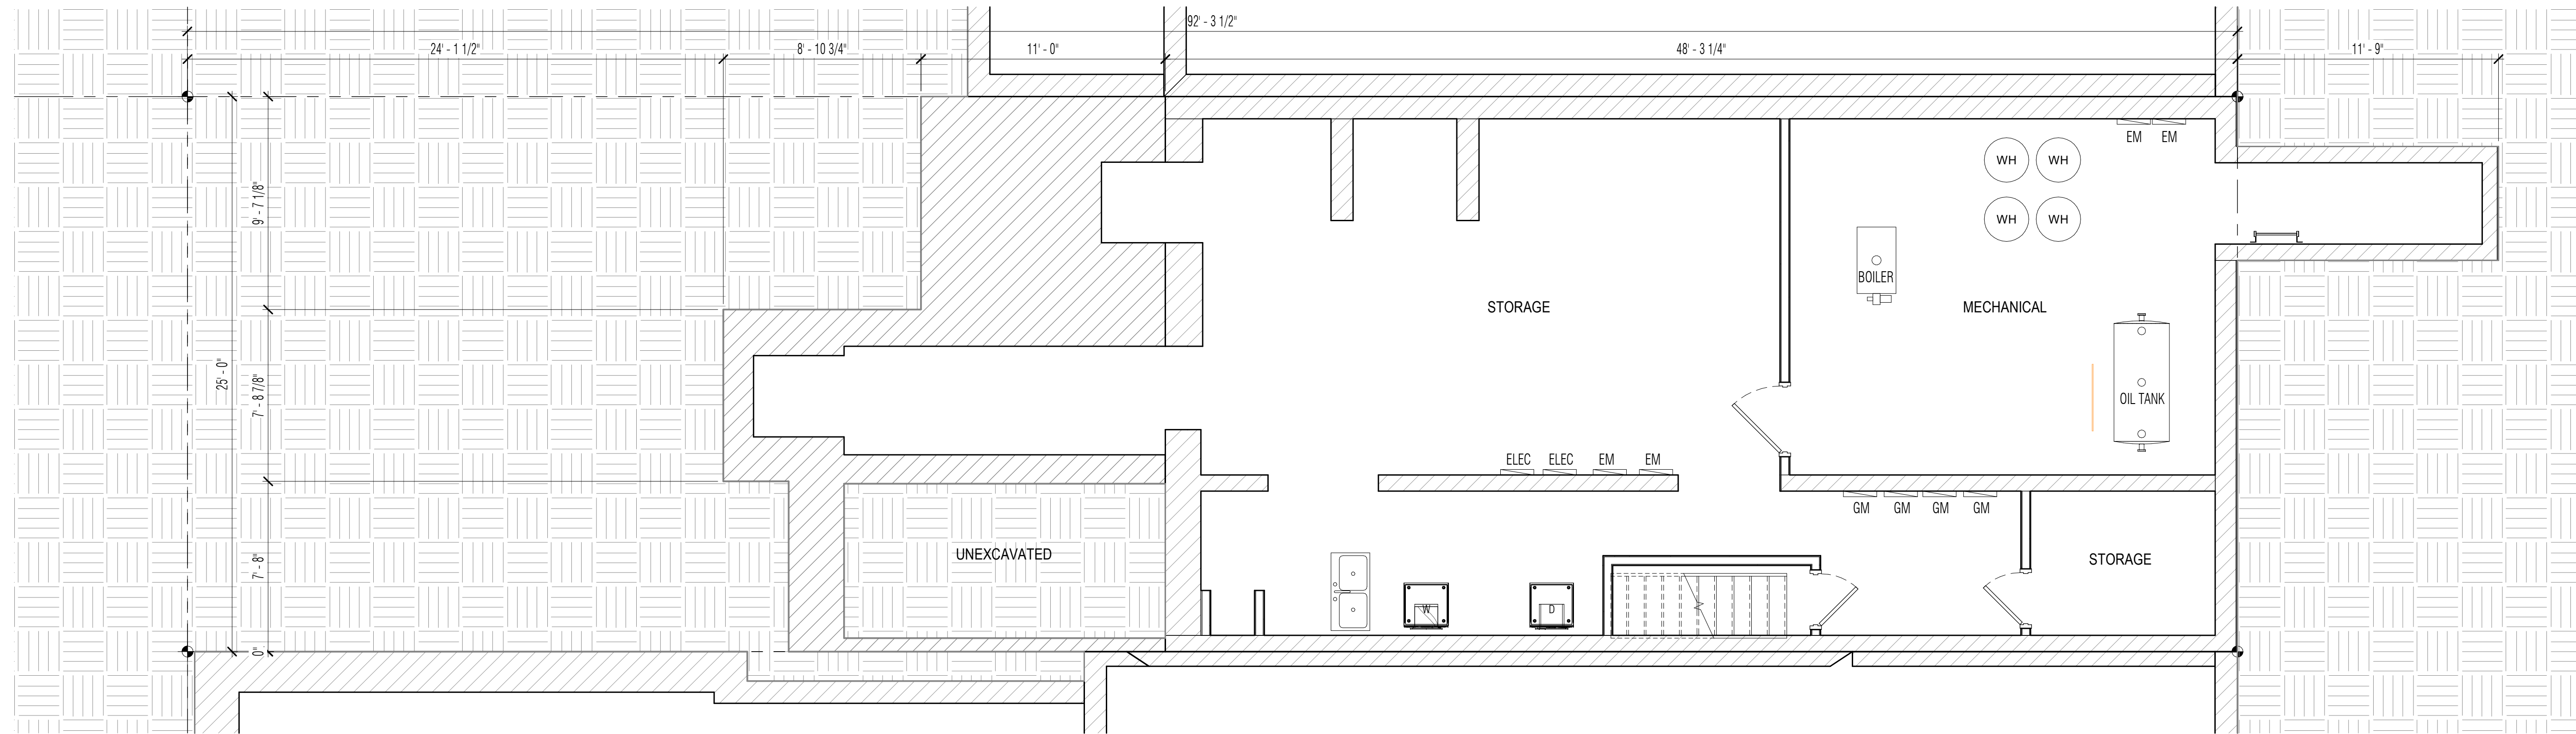 92' - 3 1/2"
24' - 1 1/2"
8' - 10 3/4"
11' - 0"
48' - 3 1/4"
11' - 9"
EM
EM
WH
WH
9' - 7 1/8"
WH
WH
BOILER
STORAGE
MECHANICAL
25' - 0"
7' - 8 7/8"
OIL TANK
ELEC
ELEC
EM
EM
GM
GM
GM
GM
UNEXCAVATED
STORAGE
7' - 8"
W
D
0"